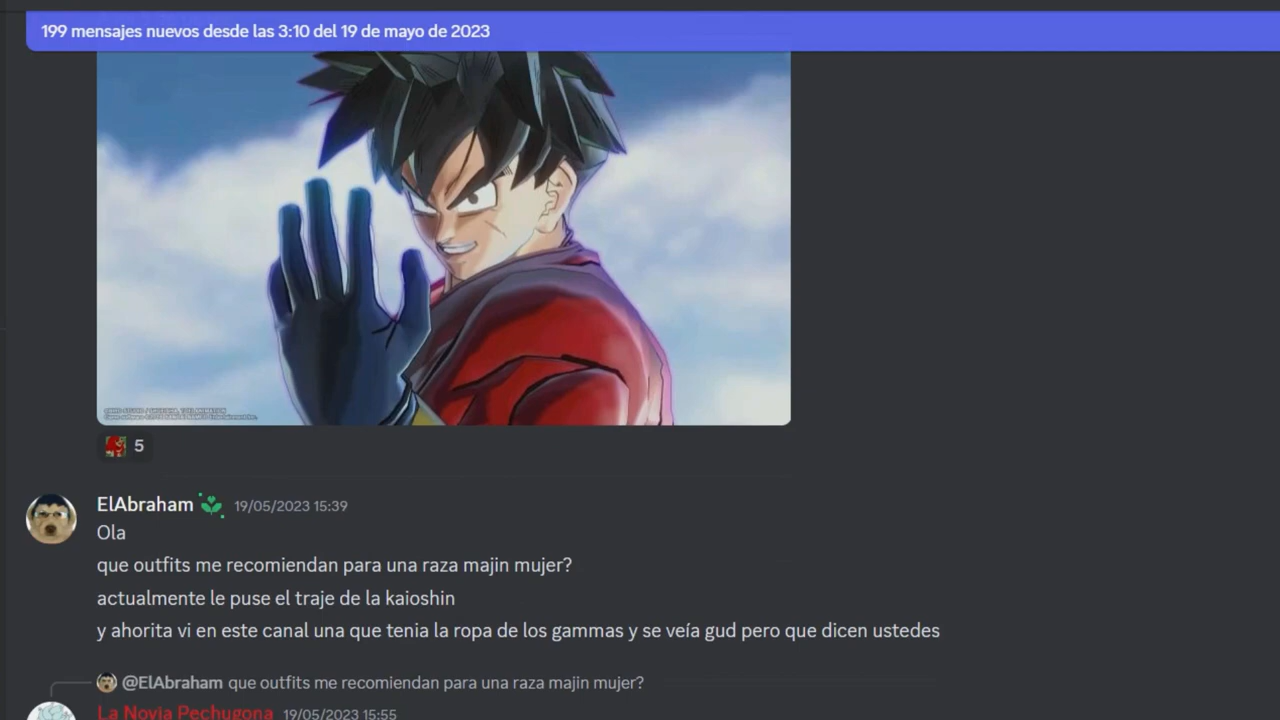 199 mensajes nuevos desde las 3:10 del 19 de mayo de 2023
5
ElAbraham 19/05/2023 15:39
Ola
que outfits me recomiendan para una raza majin mujer?
actualmente le puse el traje de la kaioshin
y ahorita vi en este canal una que tenia la ropa de los gammas y se veía gud pero que dicen ustedes
@ElAbraham que outfits me recomiendan para una raza majin mujer?
La Novia Pechugona 19/05/2023 15:55